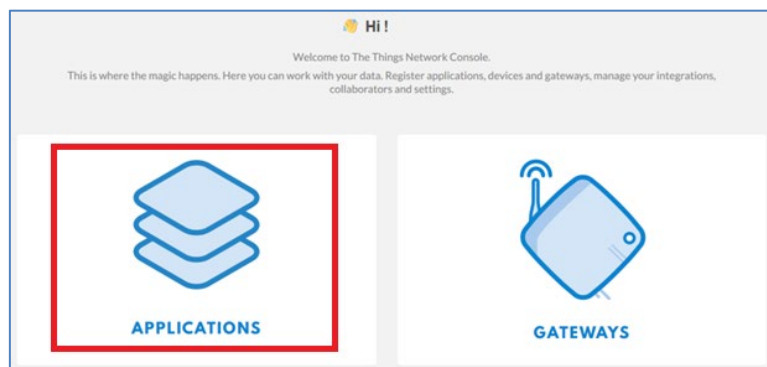 👋 Hi !
Welcome to The Things Network Console.
This is where the magic happens. Here you can work with your data. Register applications, devices and gateways, manage your integrations,
collaborators and settings.
APPLICATIONS
GATEWAYS